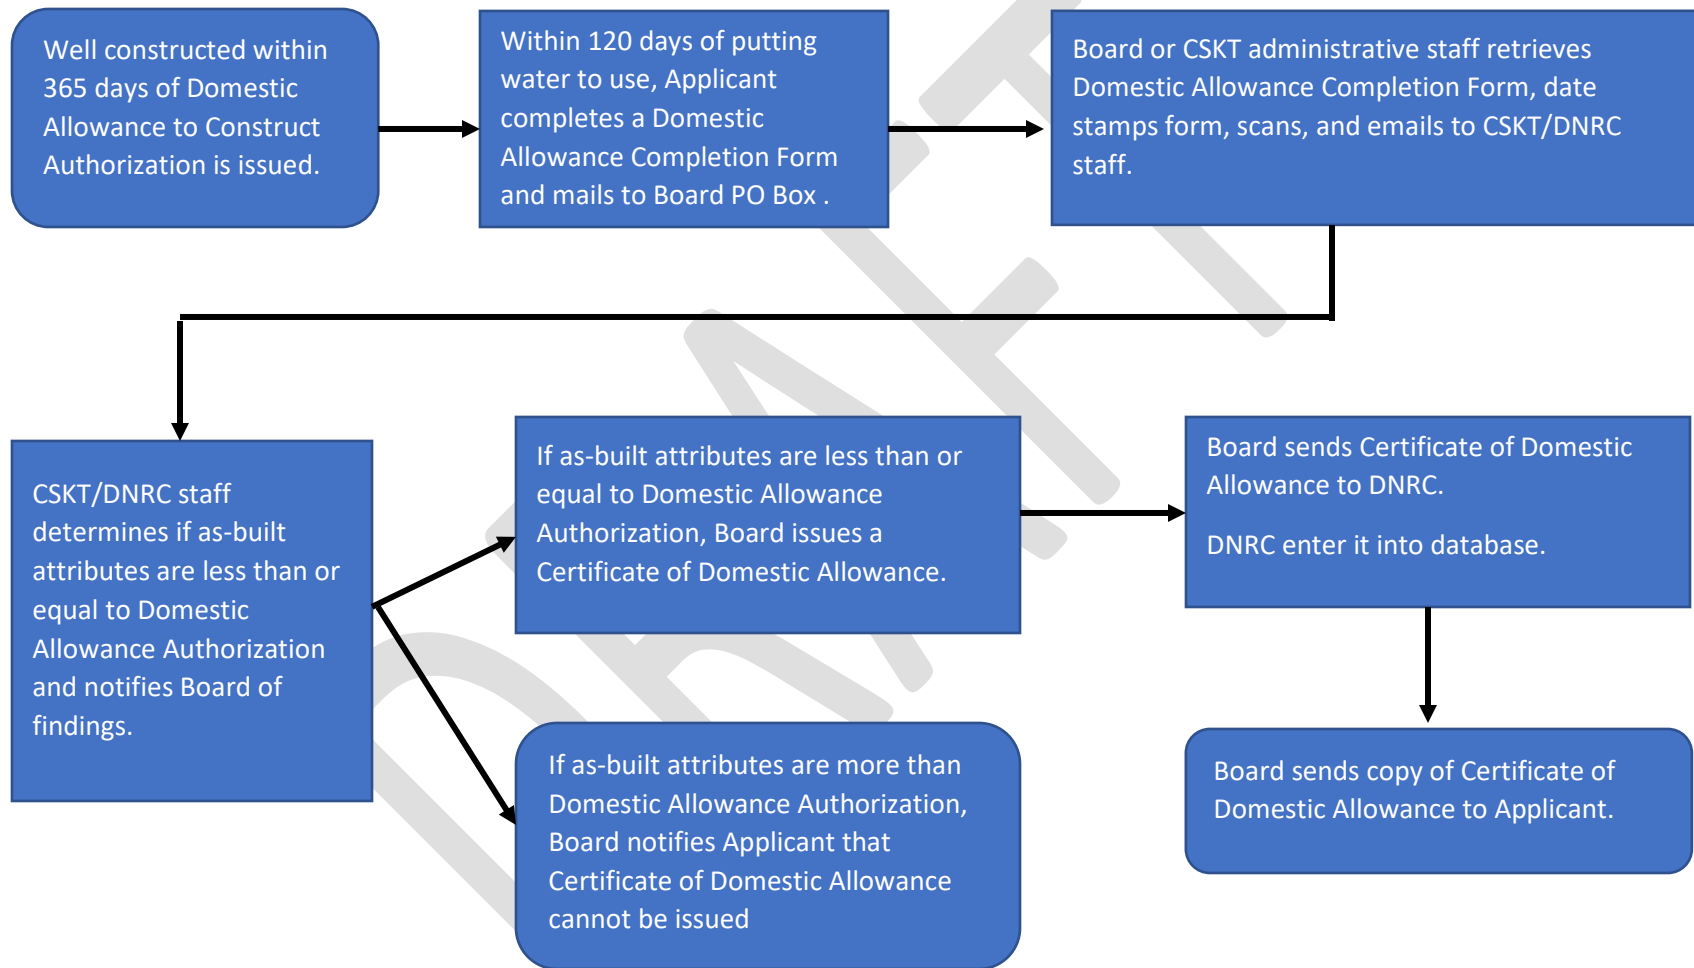 Well constructed within
365 days of Domestic
Allowance to Construct
Authorization is issued.
Within 120 days of putting
water to use, Applicant
completes a Domestic
Allowance Completion Form
and mails to Board PO Box .
Board or CSKT administrative staff retrieves
Domestic Allowance Completion Form, date
stamps form, scans, and emails to CSKT/DNRC
staff.
CSKT/DNRC staff
determines if as-built
attributes are less than or
equal to Domestic
Allowance Authorization
and notifies Board of
findings.
If as-built attributes are less than or
equal to Domestic Allowance
Authorization, Board issues a
Certificate of Domestic Allowance.
If as-built attributes are more than
Domestic Allowance Authorization,
Board notifies Applicant that
Certificate of Domestic Allowance
cannot be issued
Board sends Certificate of Domestic
Allowance to DNRC.
DNRC enter it into database.
Board sends copy of Certificate of
Domestic Allowance to Applicant.
DRAFT